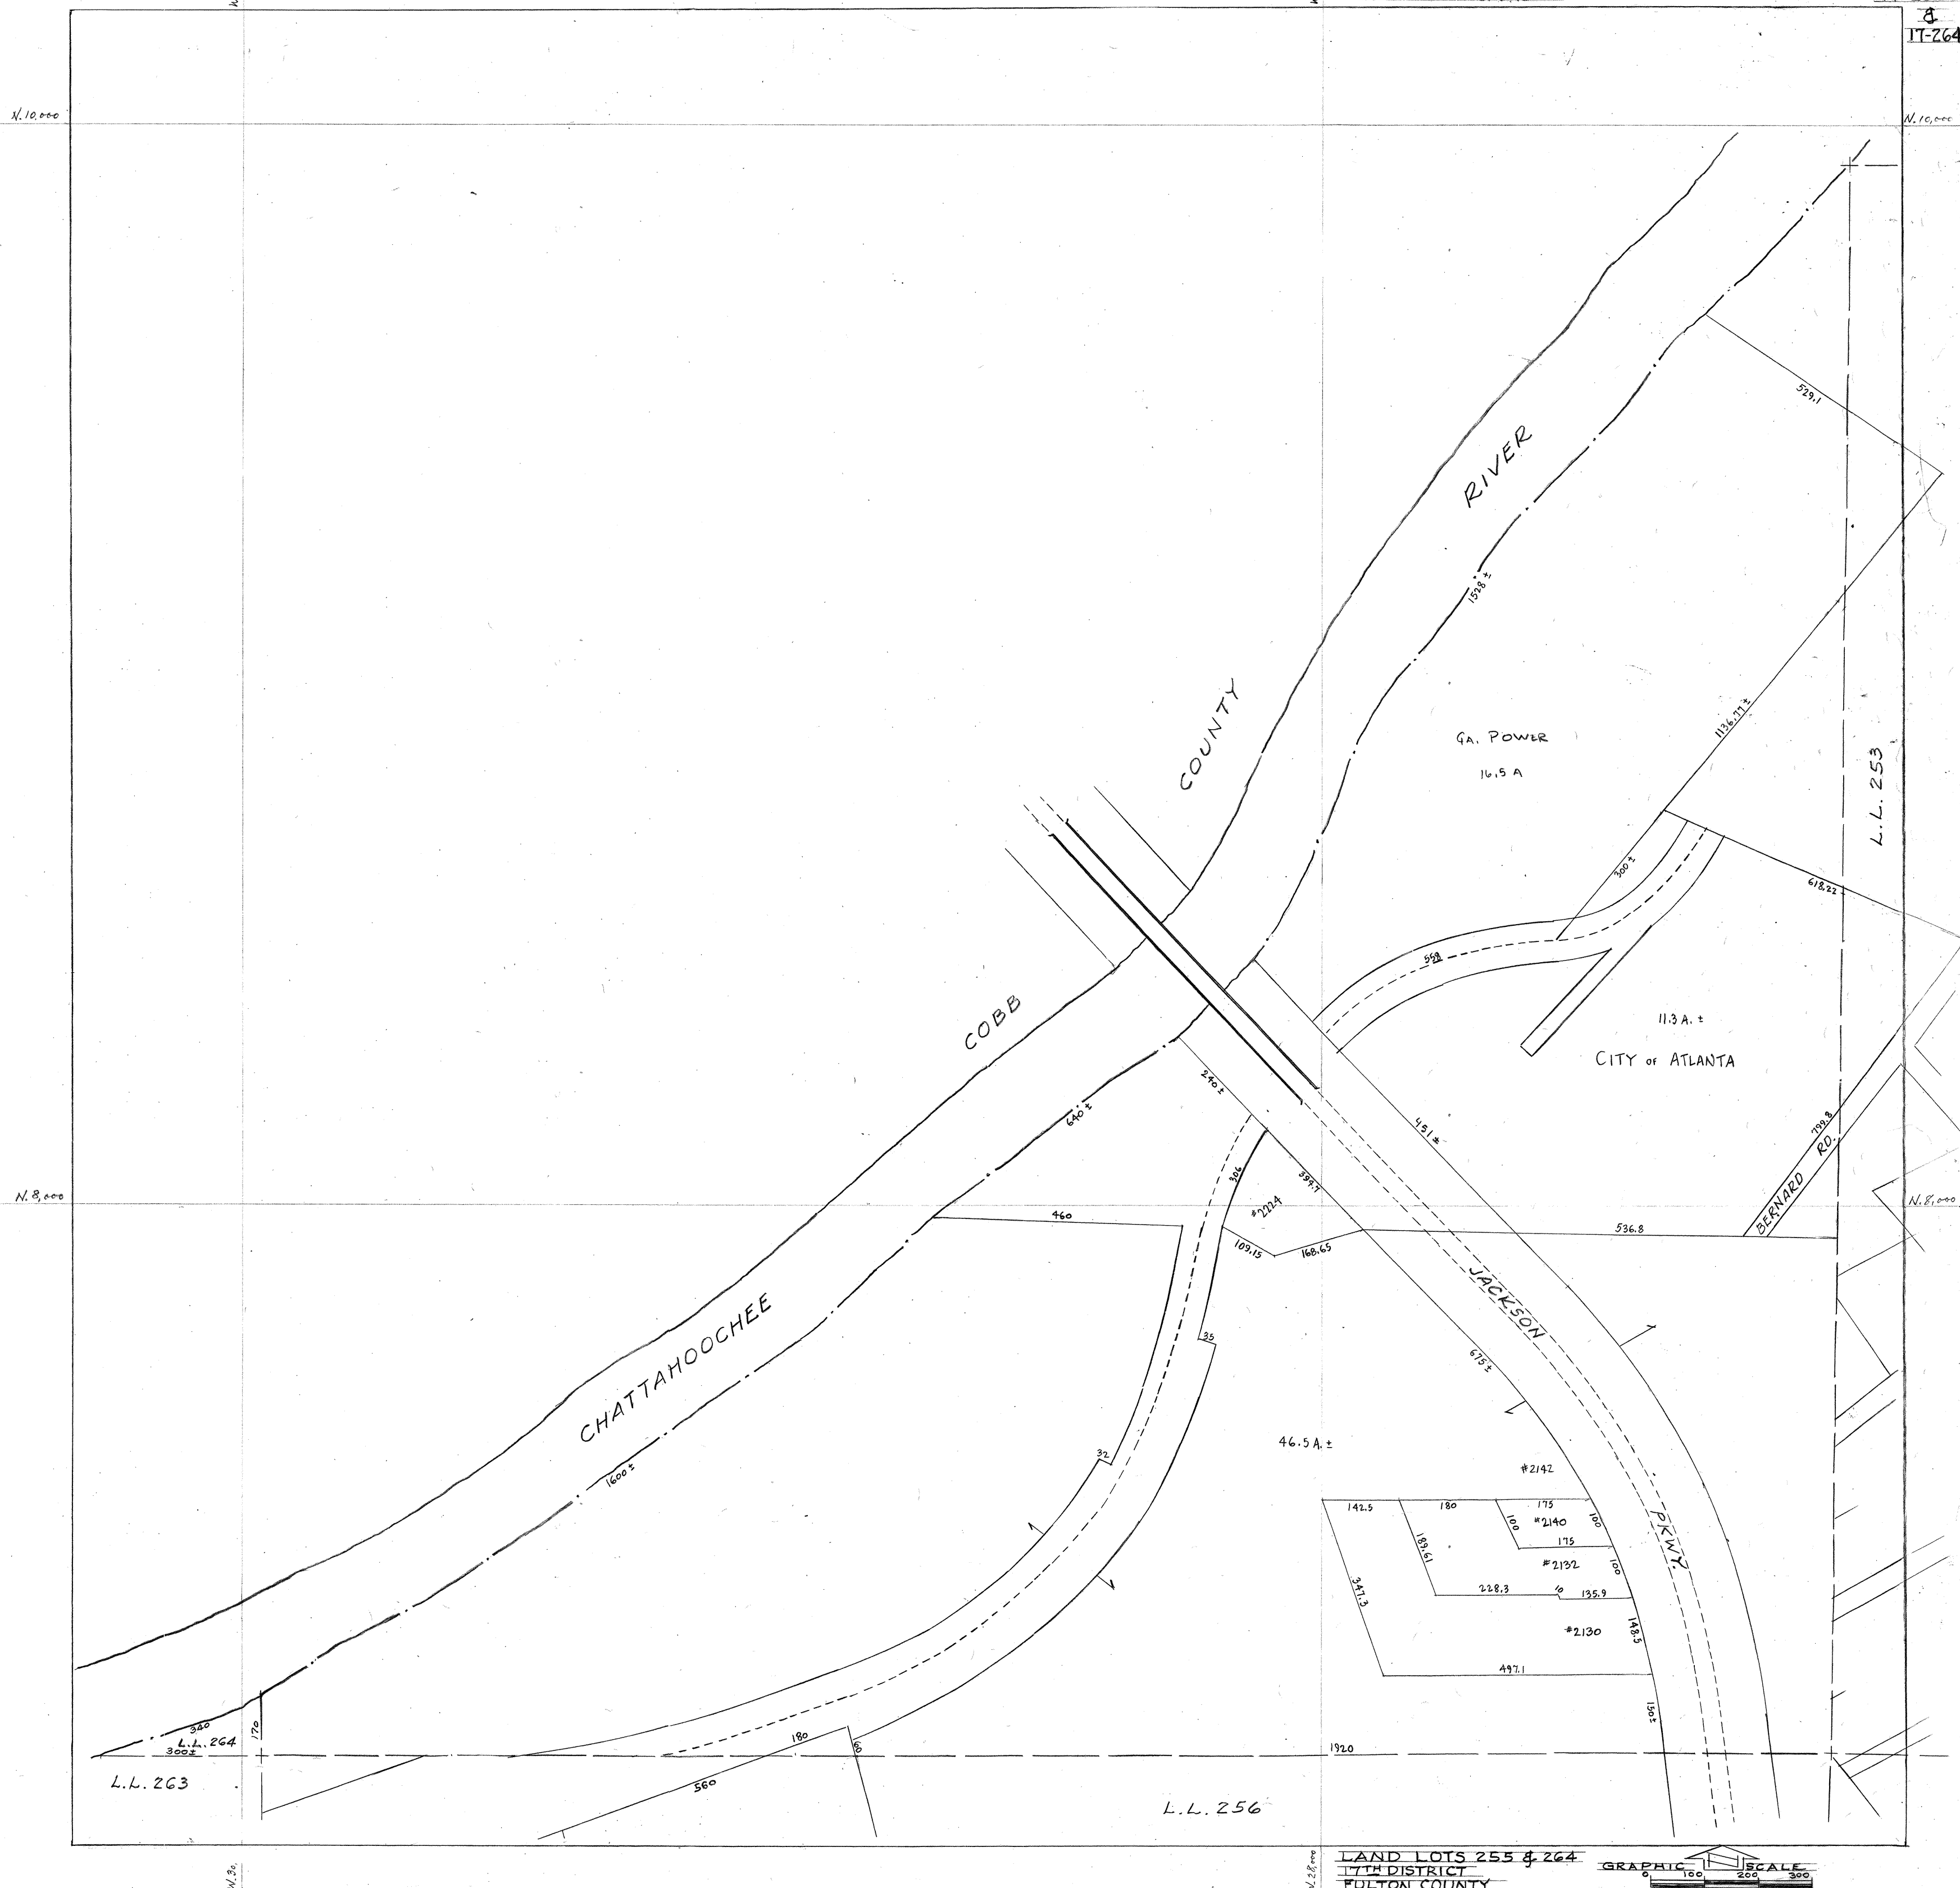 &
17-264
N. 10,000
N. 10,000
529.1
RIVER
1528 ±
COUNTY
GA. POWER
16.5 A
1136.77 ±
L.L. 253
300 ±
618.22
558
COBB
11.3 A. ±
CITY of ATLANTA
240 ±
640 ±
451 ±
799.8
BERNARD RD.
306
399.7
#2224
N. 8,000
N. 8,000
460
109.15
168.65
536.8
JACKSON
CHATTAHOOCHEE
35
675 ±
46.5 A. ±
32
1600 ±
#2142
142.5
180
175
100
#2140
100
175
PKWY.
189.61
#2132
100
347.3
228.3
10
135.9
#2130
148.5
497.1
150±
340
170
L.L. 264
300±
180
60
1920
L.L. 263
560
L.L. 256
W. 30,
LAND LOTS 255 & 264
17TH DISTRICT
FULTON COUNTY
GRAPHIC N SCALE
0 100 200 300